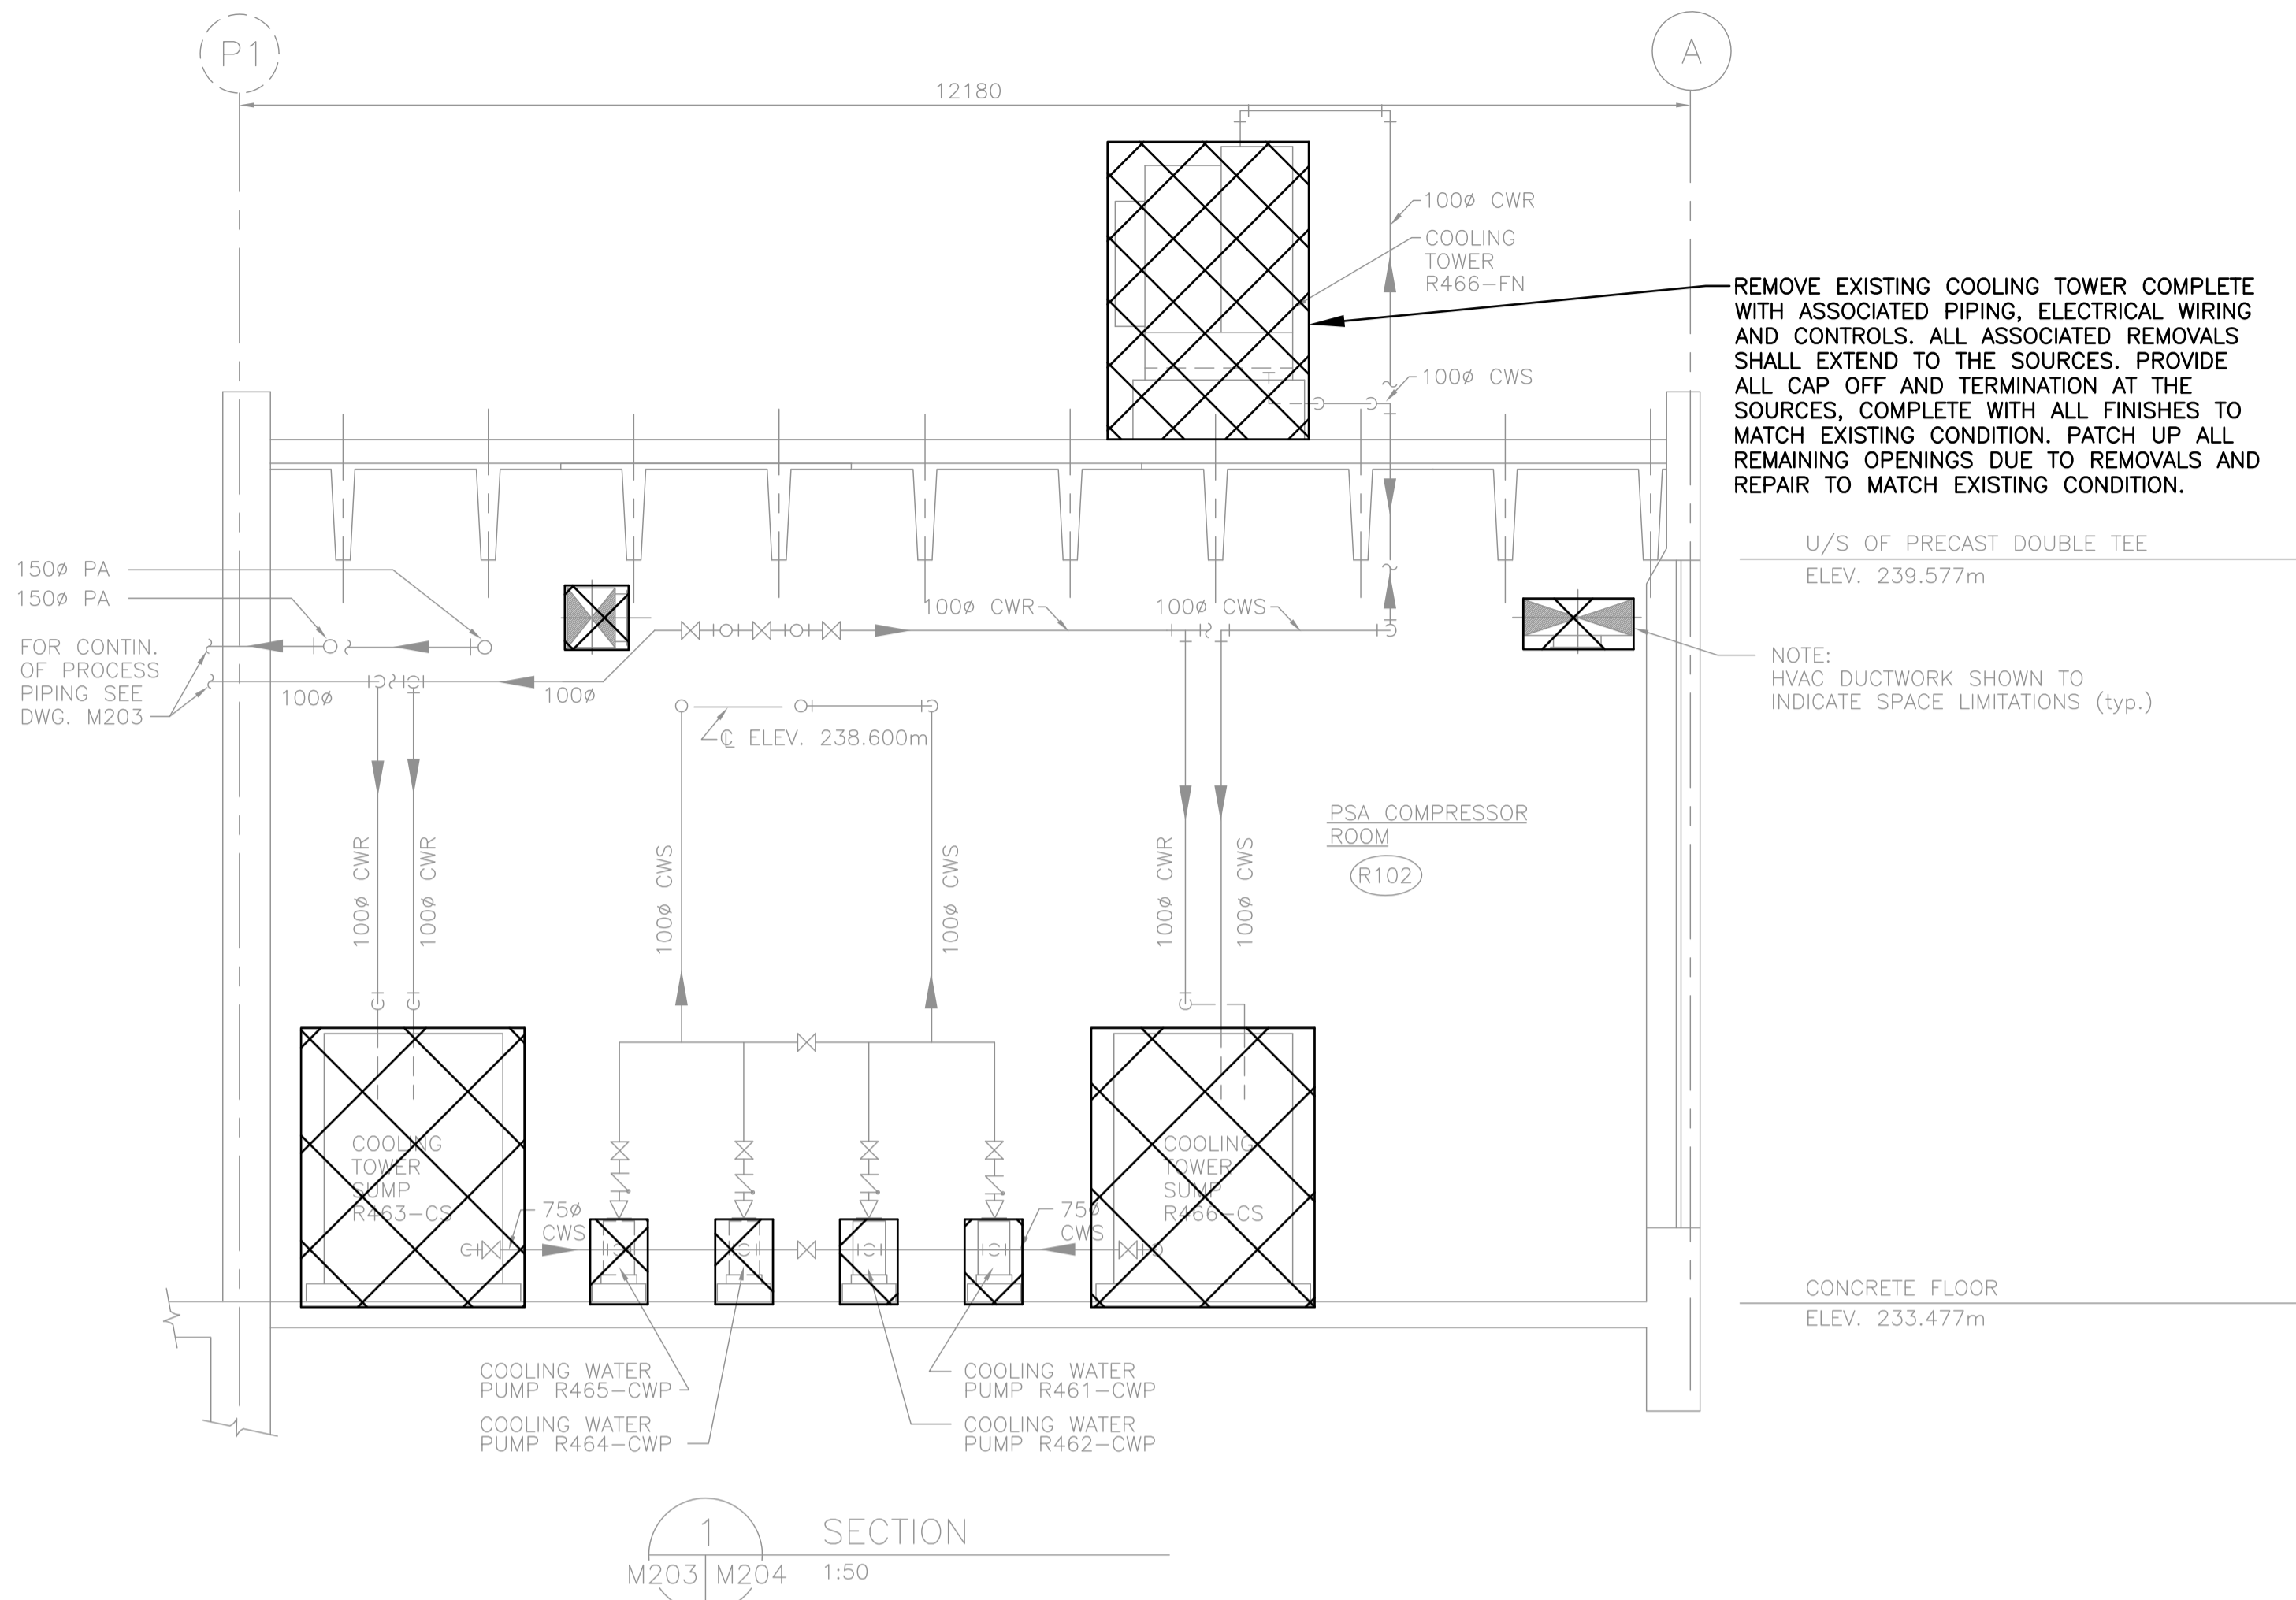 P1
A
12180
100ø CWR
COOLING
TOWER
R466-FN
100ø CWS
REMOVE EXISTING COOLING TOWER COMPLETE
WITH ASSOCIATED PIPING, ELECTRICAL WIRING
AND CONTROLS. ALL ASSOCIATED REMOVALS
SHALL EXTEND TO THE SOURCES. PROVIDE
ALL CAP OFF AND TERMINATION AT THE
SOURCES, COMPLETE WITH ALL FINISHES TO
MATCH EXISTING CONDITION. PATCH UP ALL
REMAINING OPENINGS DUE TO REMOVALS AND
REPAIR TO MATCH EXISTING CONDITION.
U/S OF PRECAST DOUBLE TEE
ELEV. 239.577m
150ø PA
150ø PA
FOR CONTIN.
OF PROCESS
PIPING SEE
DWG. M203
100ø
100ø
100ø CWR
100ø CWS
℄ ELEV. 238.600m
NOTE:
HVAC DUCTWORK SHOWN TO
INDICATE SPACE LIMITATIONS (typ.)
PSA COMPRESSOR
ROOM
R102
100ø CWR
100ø CWR
100ø CWS
100ø CWS
100ø CWR
100ø CWS
COOLING
TOWER
SUMP
R463-CS
75ø
CWS
75ø
CWS
COOLING
TOWER
SUMP
R466-CS
CONCRETE FLOOR
ELEV. 233.477m
COOLING WATER
PUMP R465-CWP
COOLING WATER
PUMP R464-CWP
COOLING WATER
PUMP R461-CWP
COOLING WATER
PUMP R462-CWP
1
SECTION
M203 M204
1:50